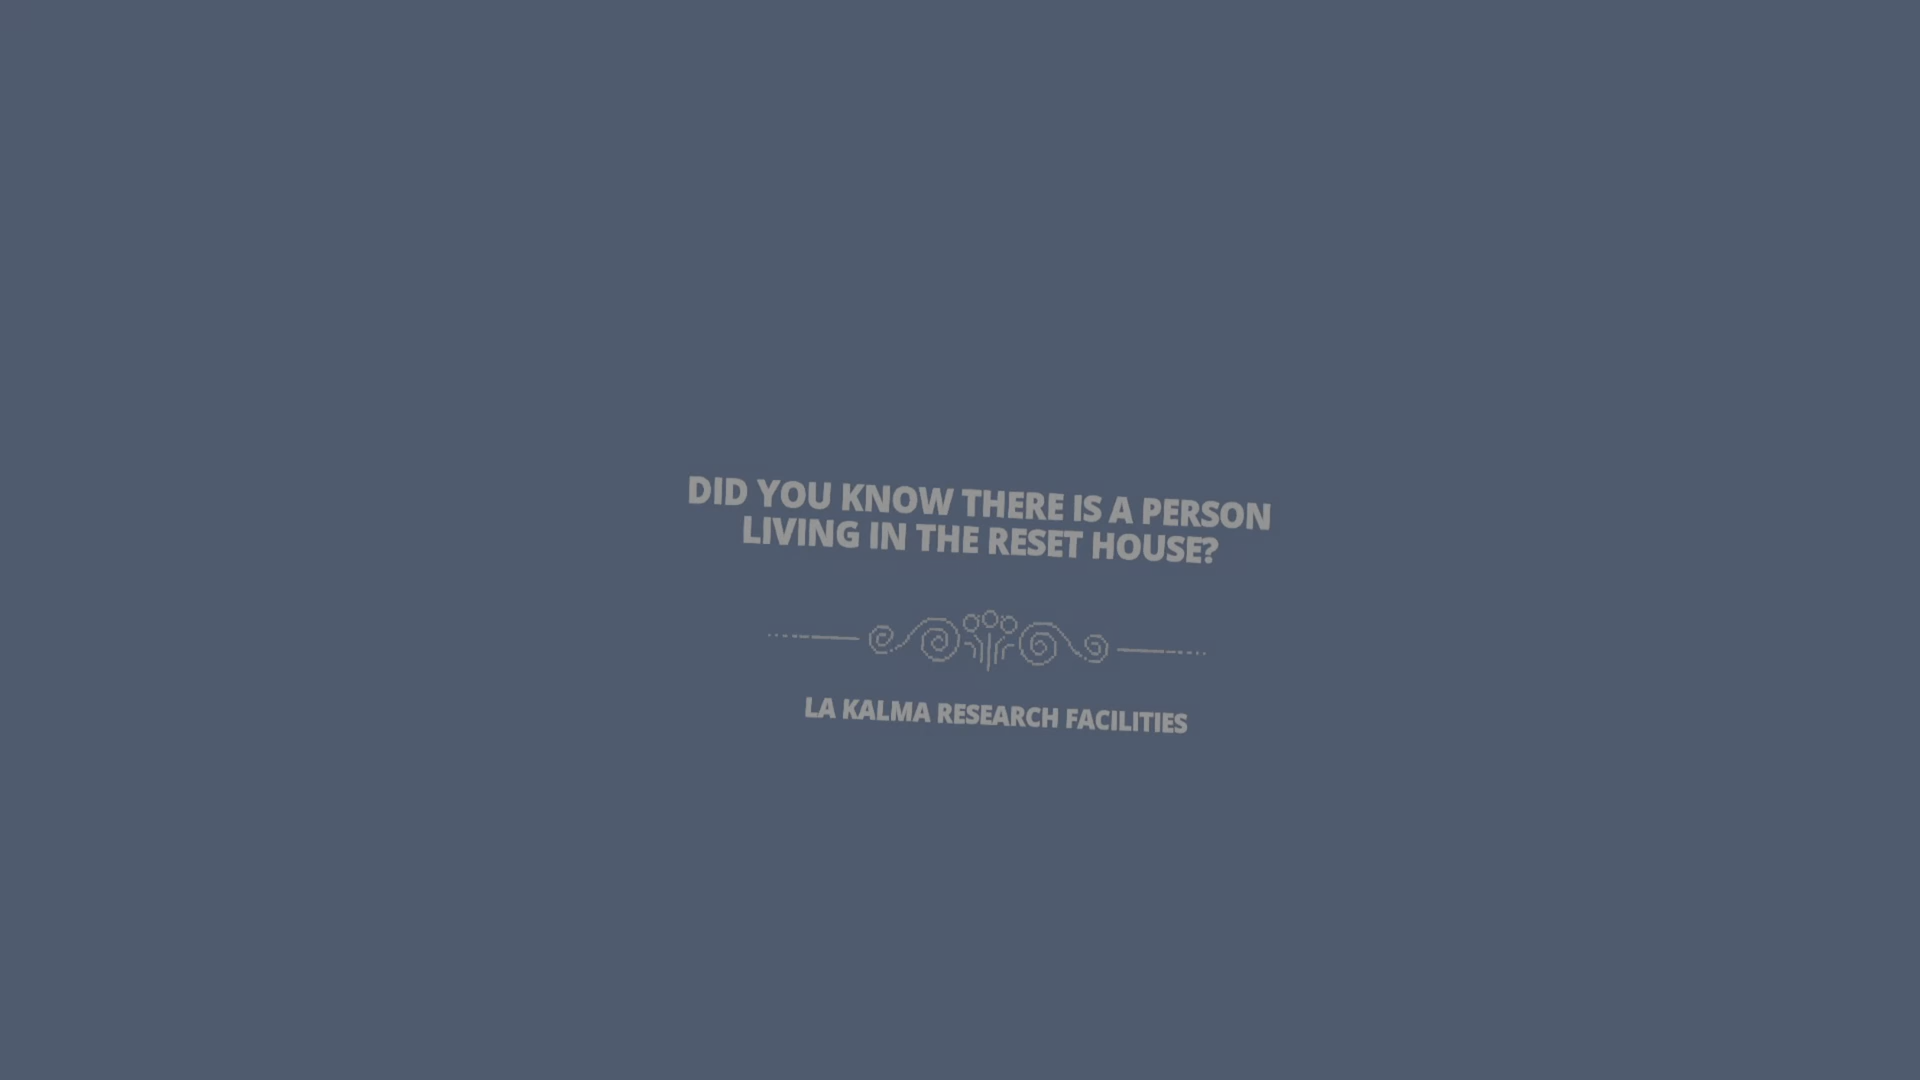 DID YOU KNOW THERE IS A PERSON
LIVING IN THE RESET HOUSE?
LA KALMA RESEARCH FACILITIES